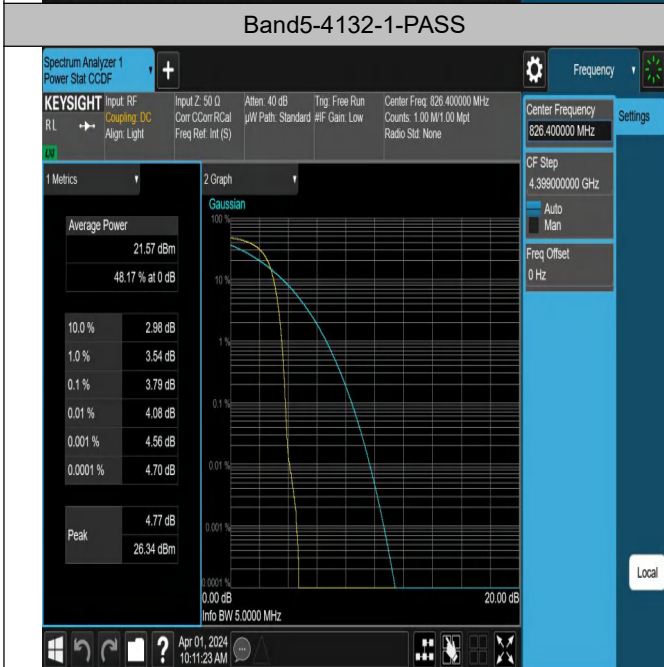 Band5-4132-1-PASS
Spectrum Analyzer 1
Power Stat CCDF
Frequency
KEYSIGHT
RL
LXI
Input: RF
Coupling: DC
Align: Light
Input Z: 50 Ω
Corr CCorr RCal
Freq Ref: Int (S)
Atten: 40 dB
µW Path: Standard
Trig: Free Run
#IF Gain: Low
Center Freq: 826.400000 MHz
Counts: 1.00 M/1.00 Mpt
Radio Std: None
Center Frequency
826.400000 MHz
Settings
CF Step
4.399000000 GHz
Auto
Man
Freq Offset
0 Hz
1 Metrics
2 Graph
Average Power
21.57 dBm
48.17 % at 0 dB
10.0 % 2.98 dB
1.0 % 3.54 dB
0.1 % 3.79 dB
0.01 % 4.08 dB
0.001 % 4.56 dB
0.0001 % 4.70 dB
Peak
4.77 dB
26.34 dBm
Gaussian
100 %
10 %
1 %
0.1 %
0.01 %
0.001 %
0.0001 %
0.00 dB
20.00 dB
Info BW 5.0000 MHz
Local
?
Apr 01, 2024
10:11:23 AM